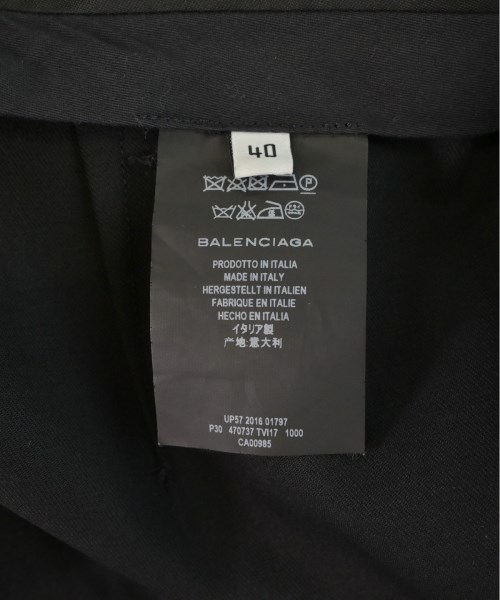 40
BALENCIAGA
PRODOTTO IN ITALIA
MADE IN ITALY
HERGESTELLT IN ITALIEN
FABRIQUE EN ITALIE
HECHO EN ITALIA
イタリア製
产地:意大利
UP57 2016 01797
P30 470737 TVI17 1000
CA00985